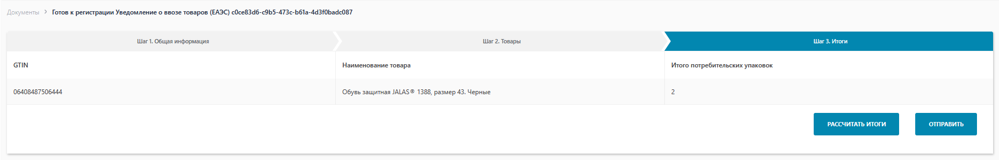 Документы > Готов к регистрации Уведомление о ввозе товаров (ЕАЭС) c0ce83d6-c9b5-473c-b61a-4d3f0badc087
Шаг 1. Общая информация Шаг 2. Товары Шаг 3. Итоги
GTIN Наименование товара Итого потребительских упаковок
06408487506444 Обувь защитная JALAS® 1388, размер 43. Черные 2
РАССЧИТАТЬ ИТОГИ ОТПРАВИТЬ